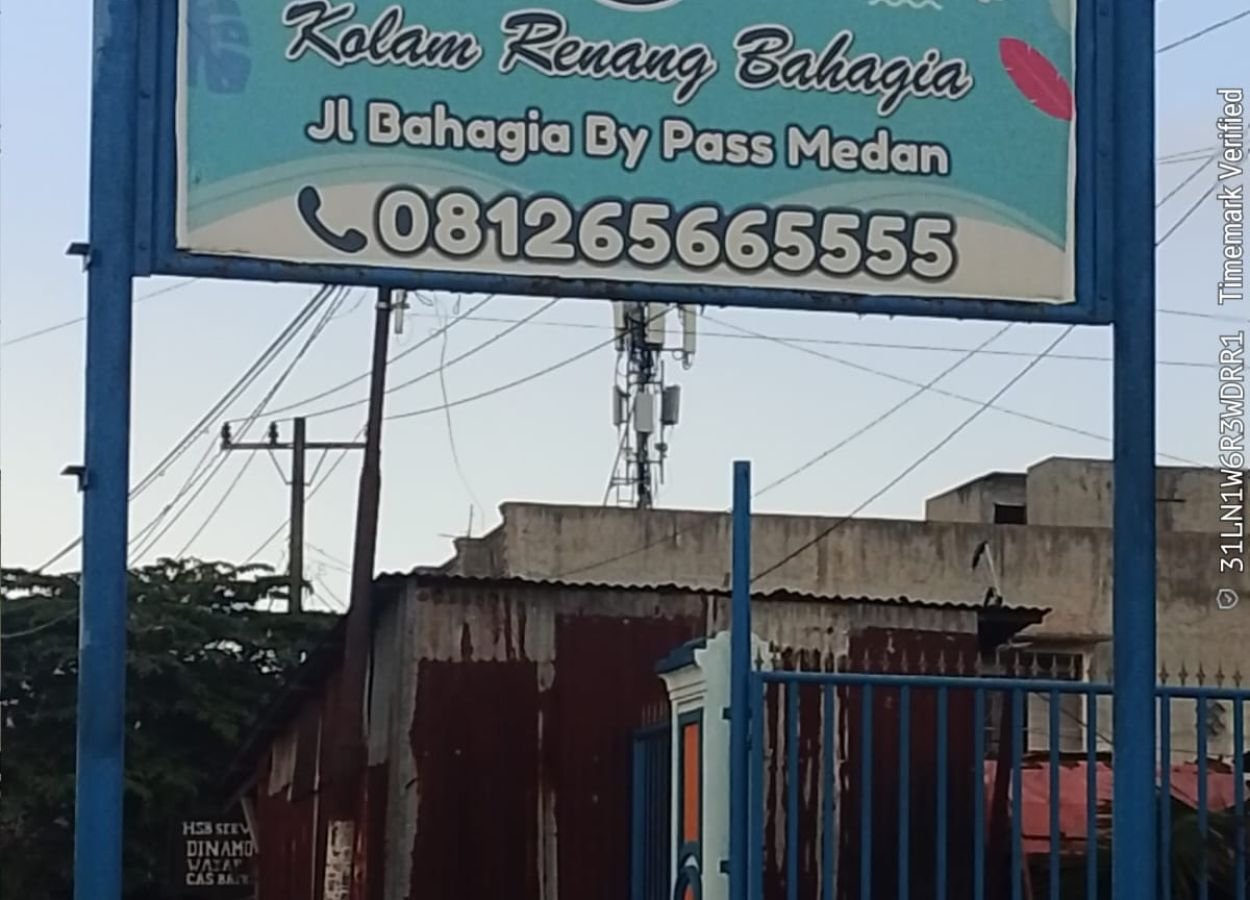 Kolam Renang Bahagia
Jl Bahagia By Pass Medan
081265665555
31LN1W6R3WDRR1 Timemark Verified
DINAMO